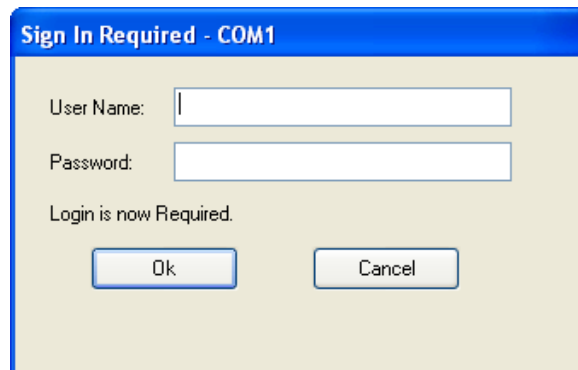 Sign In Required - COM1
User Name:
Password:
Login is now Required.
Ok Cancel